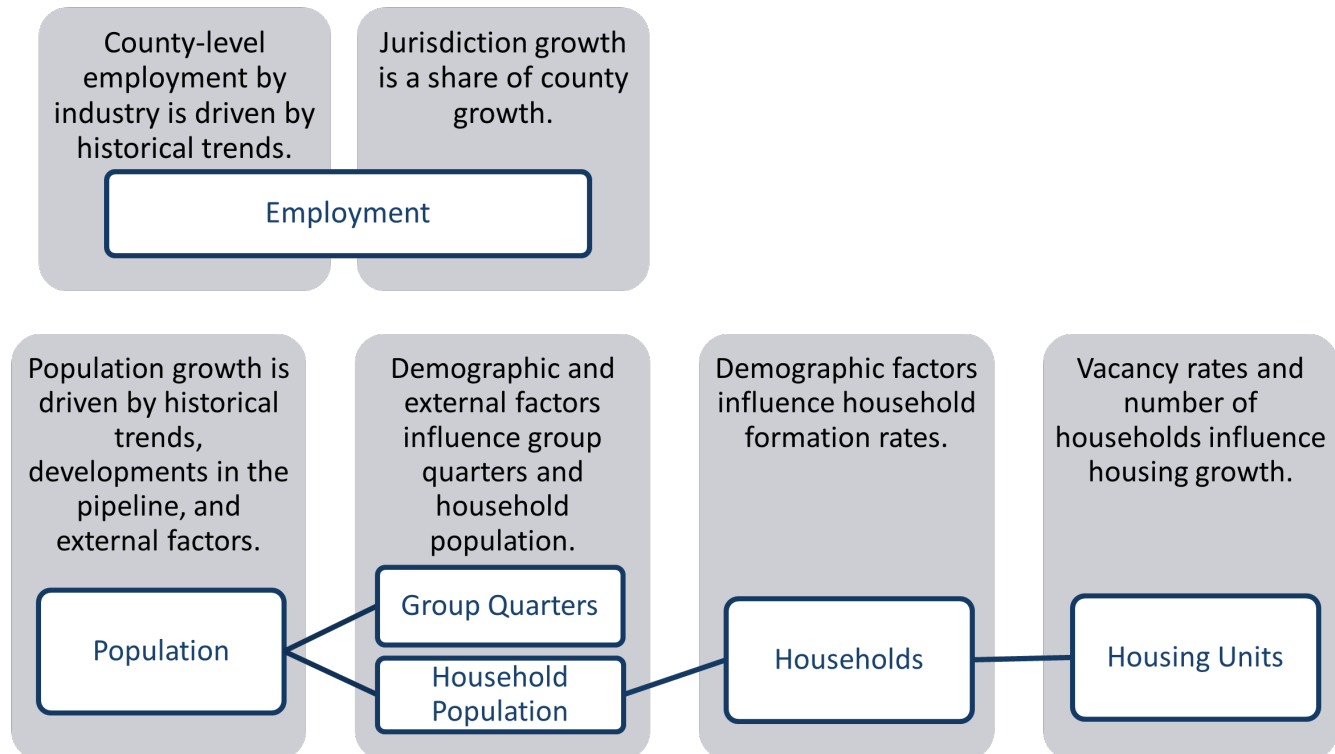 County-level
employment by
industry is driven by
historical trends.
Jurisdiction growth
is a share of county
growth.
Employment
Population growth is
driven by historical
trends,
developments in the
pipeline, and
external factors.
Population
Demographic and
external factors
influence group
quarters and
household
population.
Group Quarters
Household
Population
Demographic factors
influence household
formation rates.
Households
Vacancy rates and
number of
households influence
housing growth.
Housing Units